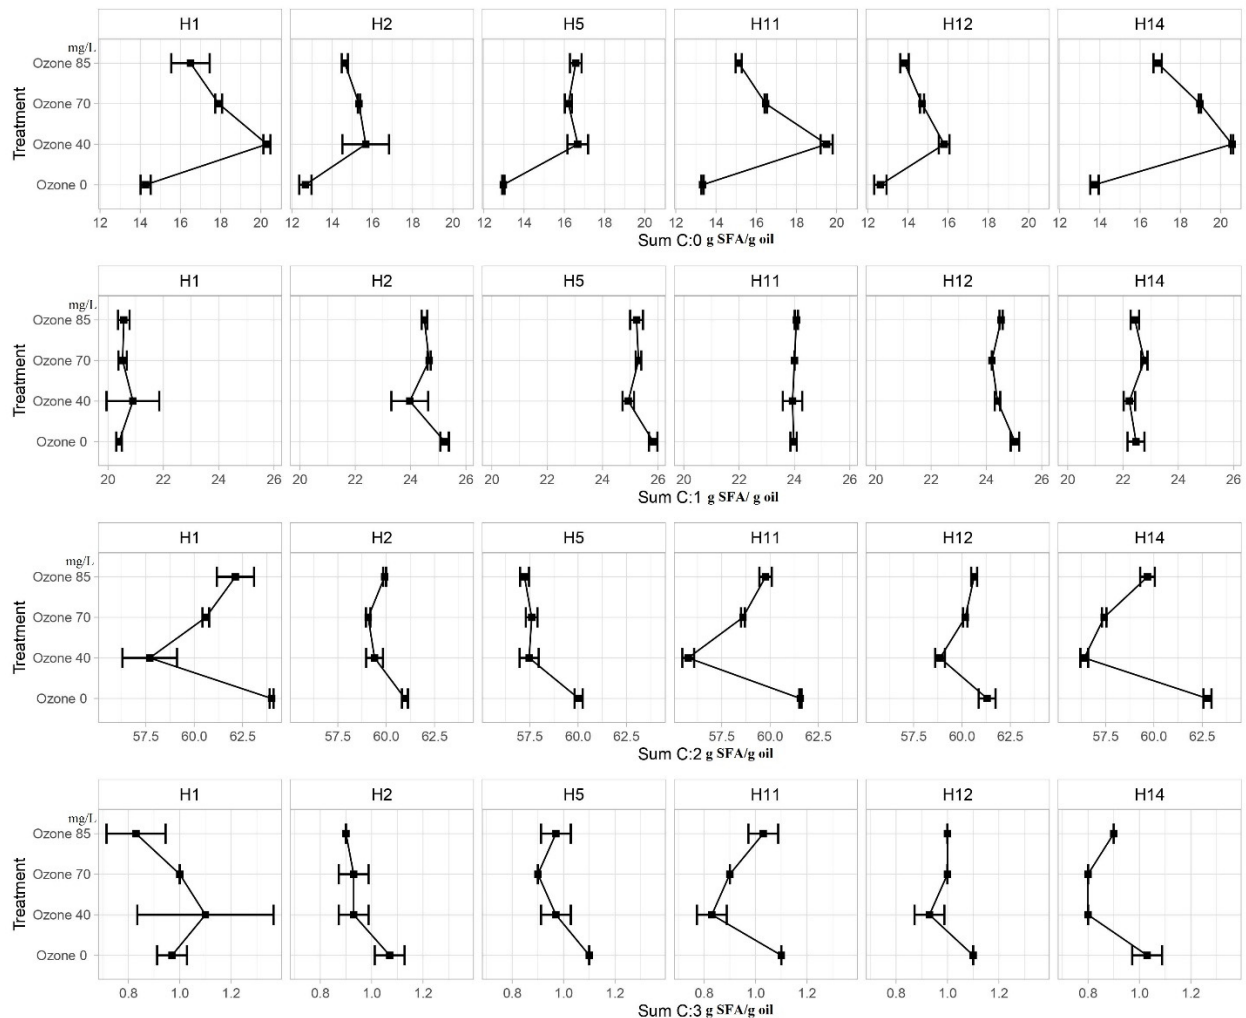 H1 H2 H5 H11 H12 H14
mg/L
Ozone 85
Ozone 70
Ozone 40
Ozone 0
Treatment
12 14 16 18 20 12 14 16 18 20 12 14 16 18 20 12 14 16 18 20 12 14 16 18 20 12 14 16 18 20
Sum C:0 g SFA/g oil
H1 H2 H5 H11 H12 H14
mg/L
Ozone 85
Ozone 70
Ozone 40
Ozone 0
Treatment
20 22 24 26 20 22 24 26 20 22 24 26 20 22 24 26 20 22 24 26 20 22 24 26
Sum C:1 g SFA/ g oil
H1 H2 H5 H11 H12 H14
mg/L
Ozone 85
Ozone 70
Ozone 40
Ozone 0
Treatment
57.5 60.0 62.5 57.5 60.0 62.5 57.5 60.0 62.5 57.5 60.0 62.5 57.5 60.0 62.5 57.5 60.0 62.5
Sum C:2 g SFA/g oil
H1 H2 H5 H11 H12 H14
mg/L
Ozone 85
Ozone 70
Ozone 40
Ozone 0
Treatment
0.8 1.0 1.2 0.8 1.0 1.2 0.8 1.0 1.2 0.8 1.0 1.2 0.8 1.0 1.2 0.8 1.0 1.2
Sum C:3 g SFA/g oil